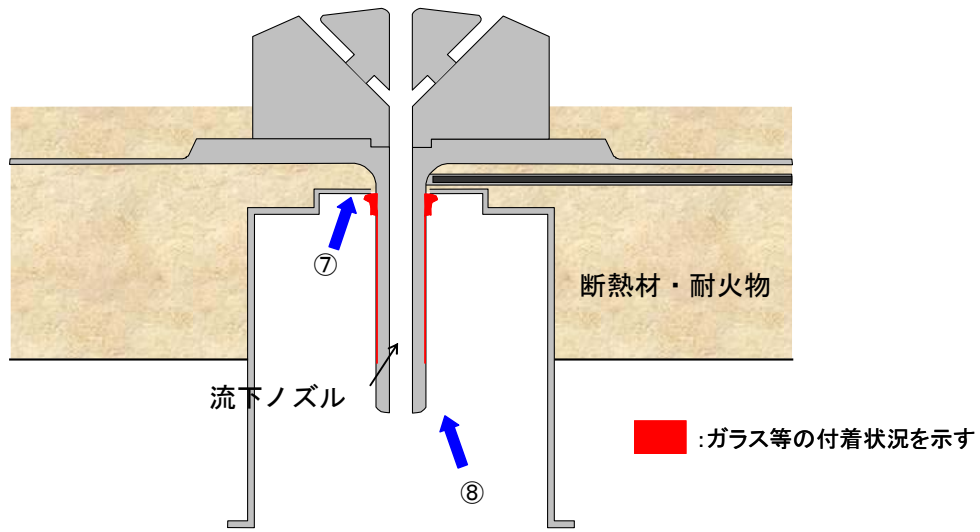 ⑦
断熱材・耐火物
流下ノズル
:ガラス等の付着状況を示す
⑧